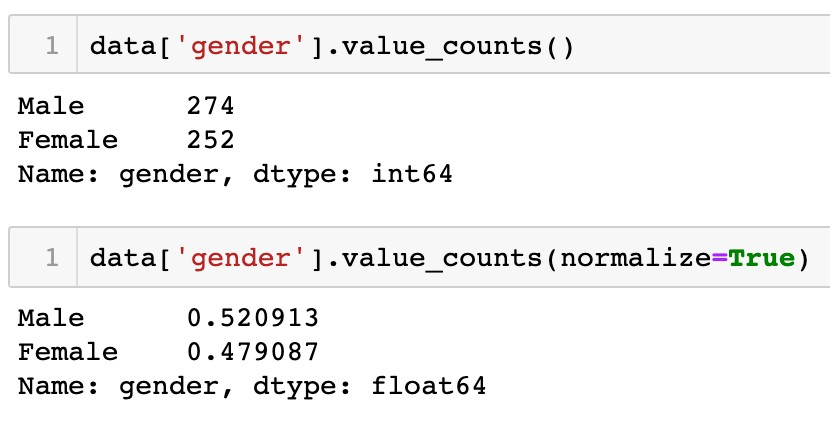 1 data['gender'].value_counts()
Male 274
Female 252
Name: gender, dtype: int64
1 data['gender'].value_counts(normalize=True)
Male 0.520913
Female 0.479087
Name: gender, dtype: float64